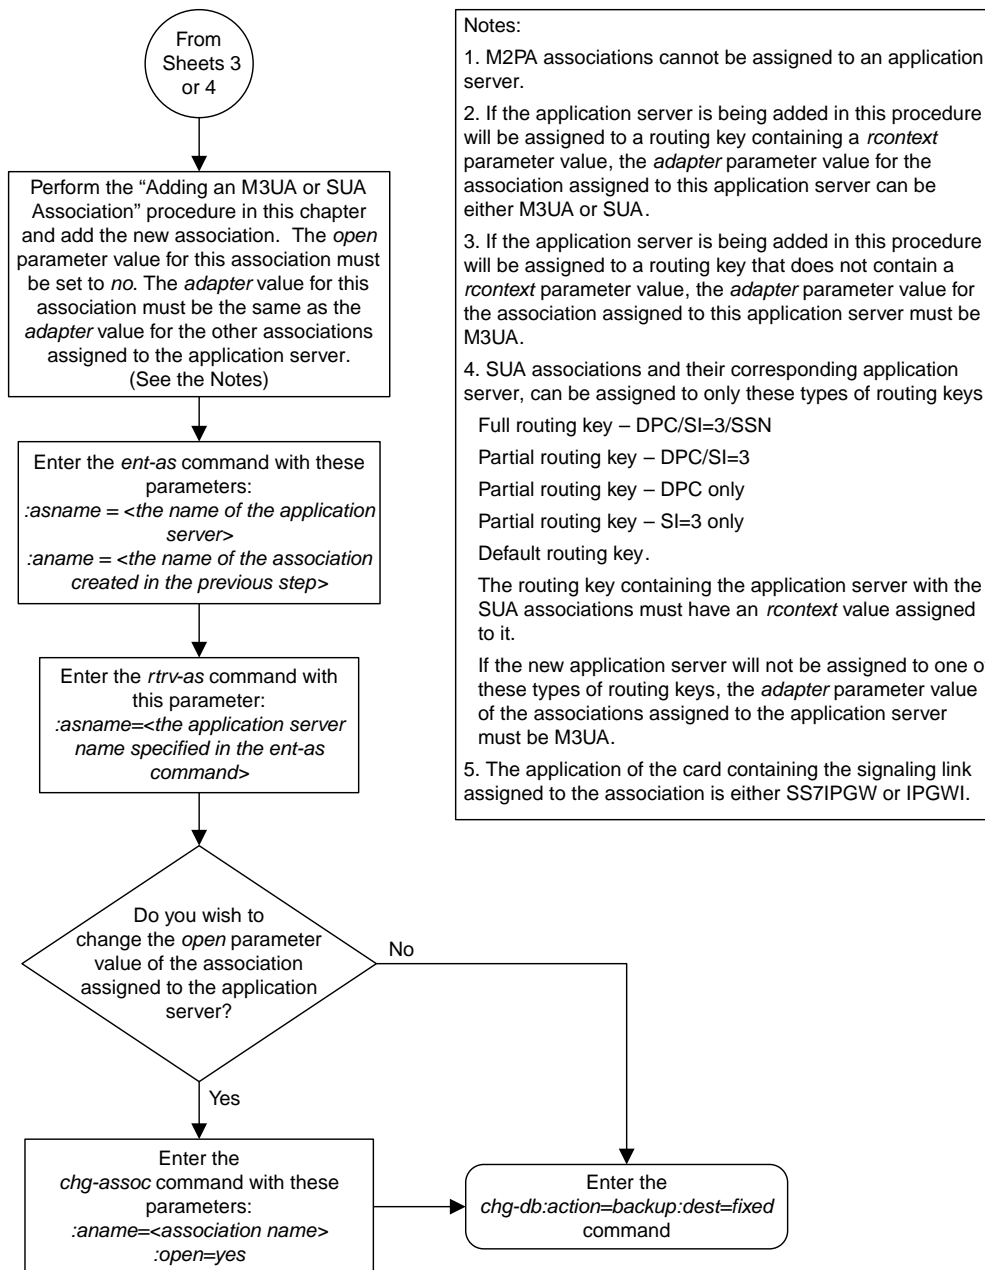 From
Sheets 3
or 4
Perform the “Adding an M3UA or SUA
Association” procedure in this chapter
and add the new association.  The open
parameter value for this association must
be set to no. The adapter value for this
association must be the same as the
adapter value for the other associations
assigned to the application server.
(See the Notes)
Enter the ent-as command with these
parameters:
:asname = <the name of the application
server>
:aname = <the name of the association
created in the previous step>
Enter the rtrv-as command with
this parameter:
:asname=<the application server
name specified in the ent-as
command>
Do you wish to
change the open parameter
value of the association
assigned to the application
server?
No
Yes
Enter the
chg-assoc command with these
parameters:
:aname=<association name>
:open=yes
Enter the
chg-db:action=backup:dest=fixed
command
Notes:
1. M2PA associations cannot be assigned to an application
server.
2. If the application server is being added in this procedure
will be assigned to a routing key containing a rcontext
parameter value, the adapter parameter value for the
association assigned to this application server can be
either M3UA or SUA.
3. If the application server is being added in this procedure
will be assigned to a routing key that does not contain a
rcontext parameter value, the adapter parameter value for
the association assigned to this application server must be
M3UA.
4. SUA associations and their corresponding application
server, can be assigned to only these types of routing keys
Full routing key – DPC/SI=3/SSN
Partial routing key – DPC/SI=3
Partial routing key – DPC only
Partial routing key – SI=3 only
Default routing key.
The routing key containing the application server with the
SUA associations must have an rcontext value assigned
to it.
If the new application server will not be assigned to one
these types of routing keys, the adapter parameter value
of the associations assigned to the application server
must be M3UA.
5. The application of the card containing the signaling link
assigned to the association is either SS7IPGW or IPGWI.